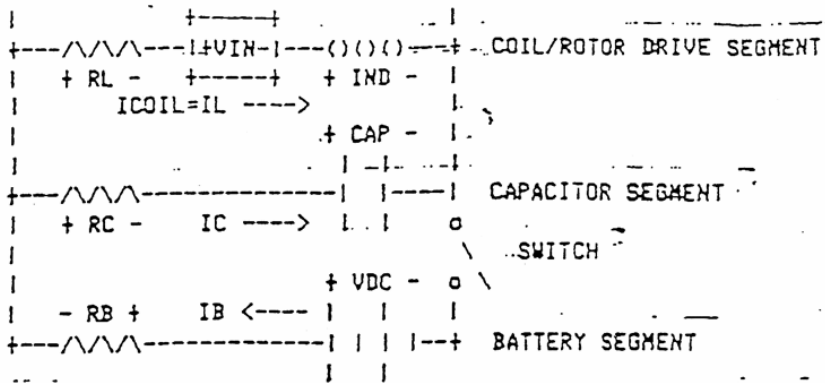 +VIN- COIL/ROTOR DRIVE SEGMENT
+ RL - + IND -
ICOIL=IL ---->
+ CAP -
CAPACITOR SEGMENT
+ RC - IC ---->
SWITCH
+ VDC -
- RB + IB <----
BATTERY SEGMENT